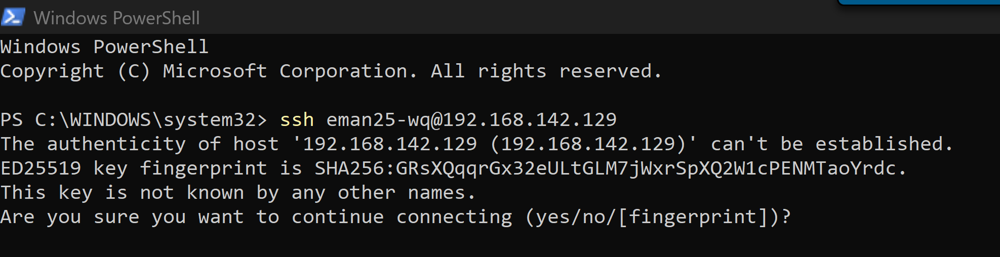 Windows PowerShell
Windows PowerShell
Copyright (C) Microsoft Corporation. All rights reserved.
PS C:\WINDOWS\system32> ssh eman25-wq@192.168.142.129
The authenticity of host '192.168.142.129 (192.168.142.129)' can't be established.
ED25519 key fingerprint is SHA256:GRsXQqqrGx32eULtGLM7jWxrSpXQ2W1cPENMTaoYrdc.
This key is not known by any other names.
Are you sure you want to continue connecting (yes/no/[fingerprint])?